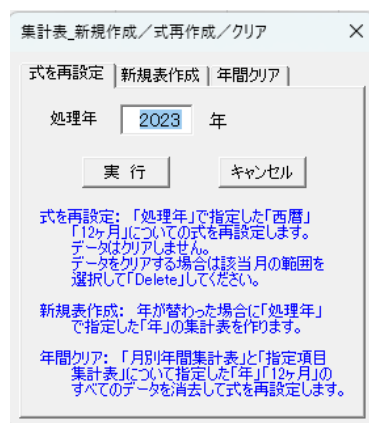 集計表_新規作成／式再作成／クリア
式を再設定 新規表作成 年間クリア
処理年 2023 年
実 行 キャンセル
式を再設定： 「処理年」で指定した「西暦」
「12ヶ月」についての式を再設定します。
データはクリアしません。
データをクリアする場合は該当月の範囲を
選択して「Delete」してください。
新規表作成： 年が替わった場合に「処理年」
で指定した「年」の集計表を作ります。
年間クリア： 「月別年間集計表」と「指定項目
集計表」について指定した「年」「12ヶ月」の
すべてのデータを消去して式を再設定します。